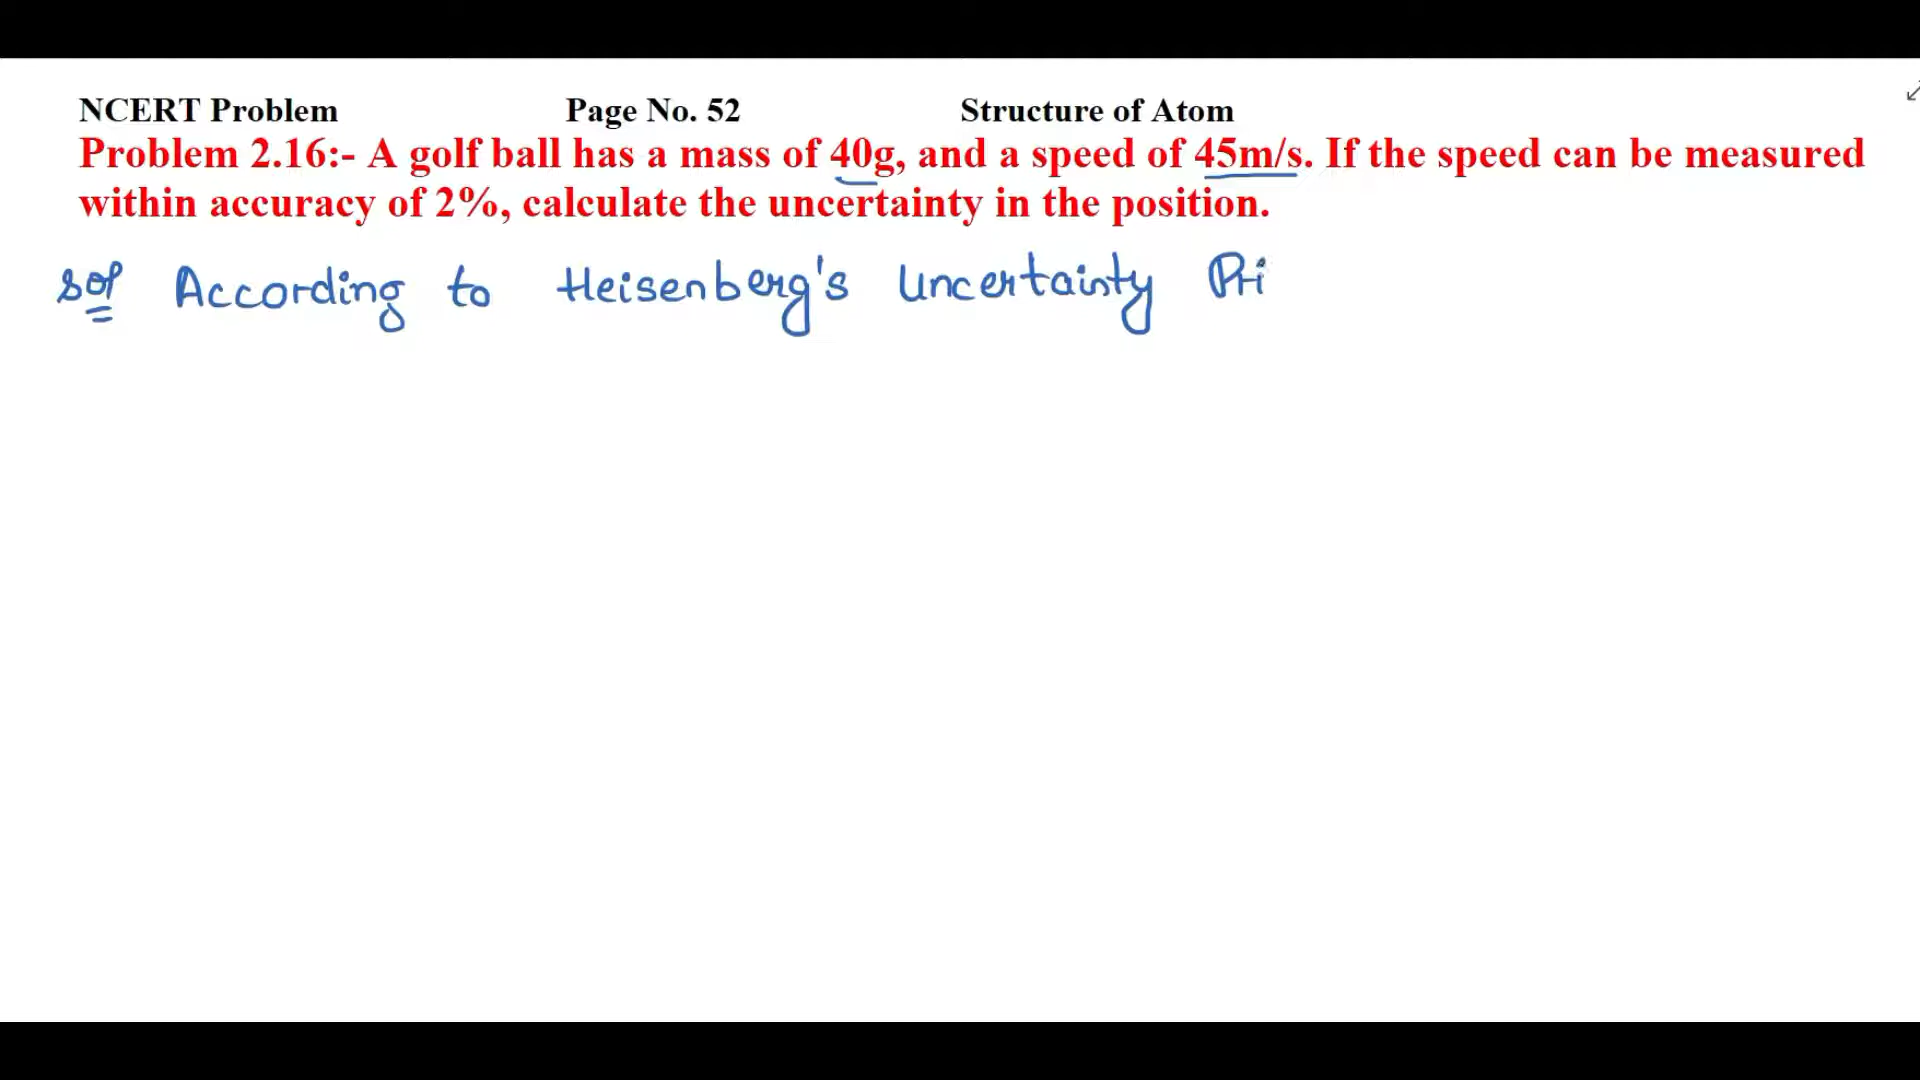 NCERT Problem Page No. 52 Structure of Atom
Problem 2.16:- A golf ball has a mass of 40g, and a speed of 45m/s. If the speed can be measured
within accuracy of 2%, calculate the uncertainty in the position.
Sol According to Heisenberg's Uncertainty Pri